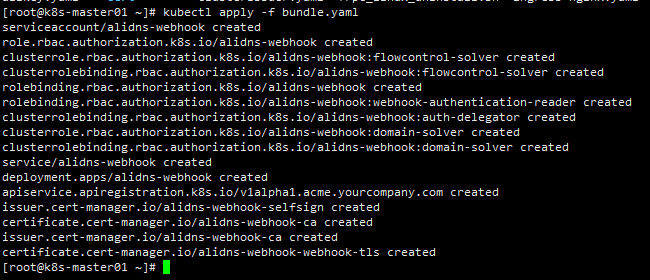 [root@k8s-master01 ~]# kubectl apply -f bundle.yaml
serviceaccount/alidns-webhook created
role.rbac.authorization.k8s.io/alidns-webhook created
clusterrole.rbac.authorization.k8s.io/alidns-webhook:flowcontrol-solver created
clusterrolebinding.rbac.authorization.k8s.io/alidns-webhook:flowcontrol-solver created
rolebinding.rbac.authorization.k8s.io/alidns-webhook created
rolebinding.rbac.authorization.k8s.io/alidns-webhook:webhook-authentication-reader created
clusterrolebinding.rbac.authorization.k8s.io/alidns-webhook:auth-delegator created
clusterrole.rbac.authorization.k8s.io/alidns-webhook:domain-solver created
clusterrolebinding.rbac.authorization.k8s.io/alidns-webhook:domain-solver created
service/alidns-webhook created
deployment.apps/alidns-webhook created
apiservice.apiregistration.k8s.io/v1alpha1.acme.yourcompany.com created
issuer.cert-manager.io/alidns-webhook-selfsign created
certificate.cert-manager.io/alidns-webhook-ca created
issuer.cert-manager.io/alidns-webhook-ca created
certificate.cert-manager.io/alidns-webhook-webhook-tls created
[root@k8s-master01 ~]#